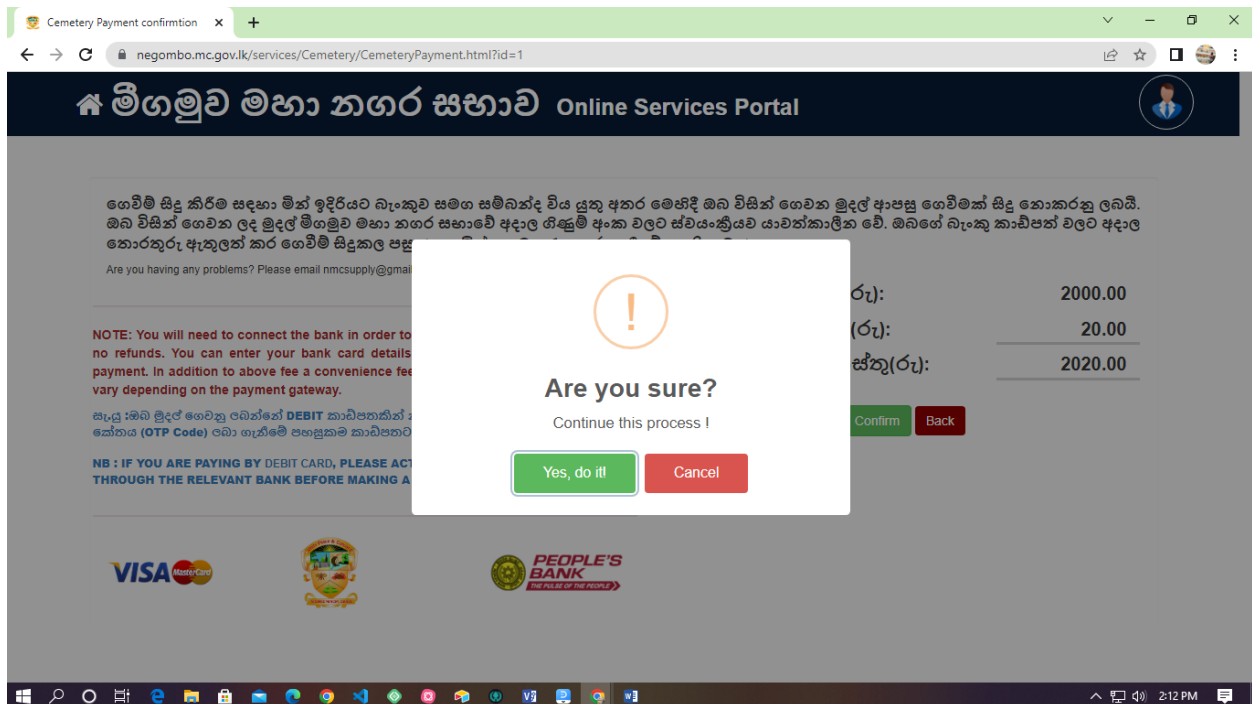 Cemetery Payment confirmtion
negombo.mc.gov.lk/services/Cemetery/CemeteryPayment.html?id=1
මීගමුව මහා නගර සභාව Online Services Portal
ගෙවීම් සිදු කිරීම සඳහා මින් ඉදිරියට බැංකුව සමග සම්බන්ද විය යුතු අතර මෙහිදී ඔබ විසින් ගෙවන මුදල් ආපසු ගෙවීමක් සිදු නොකරනු ලබයි.
ඔබ විසින් ගෙවන ලද මුදල් මීගමුව මහා නගර සභාවේ අදාල ගිණුම් අංක වලට ස්වයංක්‍රීයව යාවත්කාලීන වේ. ඔබගේ බැංකු කාඩ්පත් වලට අදාල
තොරතුරු ඇතුලත් කර ගෙවීම් සිදුකල පසු
Are you having any problems? Please email nmcsupply@gmai
රු): 2000.00
(රු): 20.00
ස්තු(රු): 2020.00
NOTE: You will need to connect the bank in order to
no refunds. You can enter your bank card details
payment. In addition to above fee a convenience fee
vary depending on the payment gateway.
සැ.යු :ඔබ මුදල් ගෙවනු ලබන්නේ DEBIT කාඩ්පතකින්
කේතය (OTP Code) ලබා ගැනීමේ පහසුකම කාඩ්පතට
NB : IF YOU ARE PAYING BY DEBIT CARD, PLEASE ACT
THROUGH THE RELEVANT BANK BEFORE MAKING A
!
Are you sure?
Continue this process !
Yes, do it! Cancel
Confirm Back
VISA MasterCard
PEOPLE'S
BANK
THE PULSE OF THE PEOPLE
2:12 PM